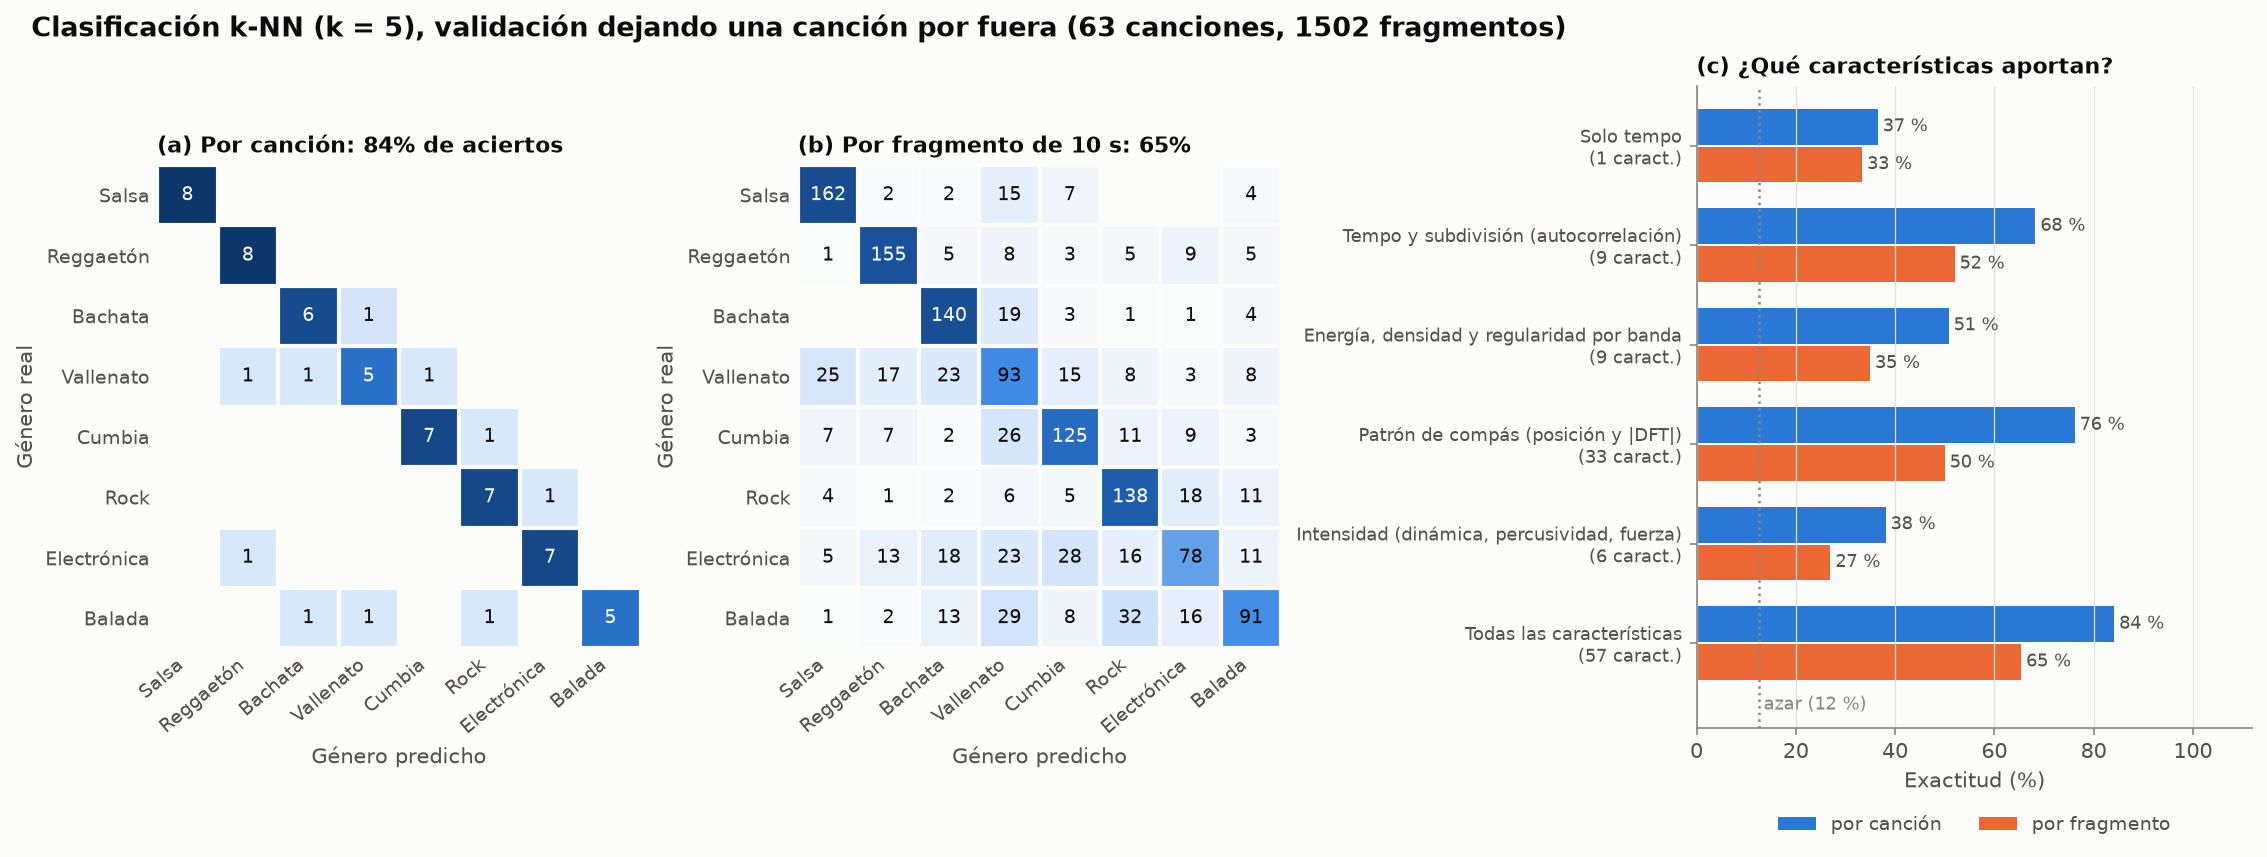 Clasificación k-NN (k = 5), validación dejando una canción por fuera (63 canciones, 1502 fragmentos)
(a) Por canción: 84% de aciertos
Género real
Salsa 8
Reggaetón 8
Bachata 6 1
Vallenato 1 1 5 1
Cumbia 7 1
Rock 7 1
Electrónica 1 7
Balada 1 1 1 5
Salsa Reggaetón Bachata Vallenato Cumbia Rock Electrónica Balada
Género predicho
(b) Por fragmento de 10 s: 65%
Género real
Salsa 162 2 2 15 7 4
Reggaetón 1 155 5 8 3 5 9 5
Bachata 140 19 3 1 1 4
Vallenato 25 17 23 93 15 8 3 8
Cumbia 7 7 2 26 125 11 9 3
Rock 4 1 2 6 5 138 18 11
Electrónica 5 13 18 23 28 16 78 11
Balada 1 2 13 29 8 32 16 91
Salsa Reggaetón Bachata Vallenato Cumbia Rock Electrónica Balada
Género predicho
(c) ¿Qué características aportan?
Solo tempo
(1 caract.)
37 %
33 %
Tempo y subdivisión (autocorrelación)
(9 caract.)
68 %
52 %
Energía, densidad y regularidad por banda
(9 caract.)
51 %
35 %
Patrón de compás (posición y |DFT|)
(33 caract.)
76 %
50 %
Intensidad (dinámica, percusividad, fuerza)
(6 caract.)
38 %
27 %
Todas las características
(57 caract.)
84 %
65 %
azar (12 %)
0 20 40 60 80 100
Exactitud (%)
por canción por fragmento